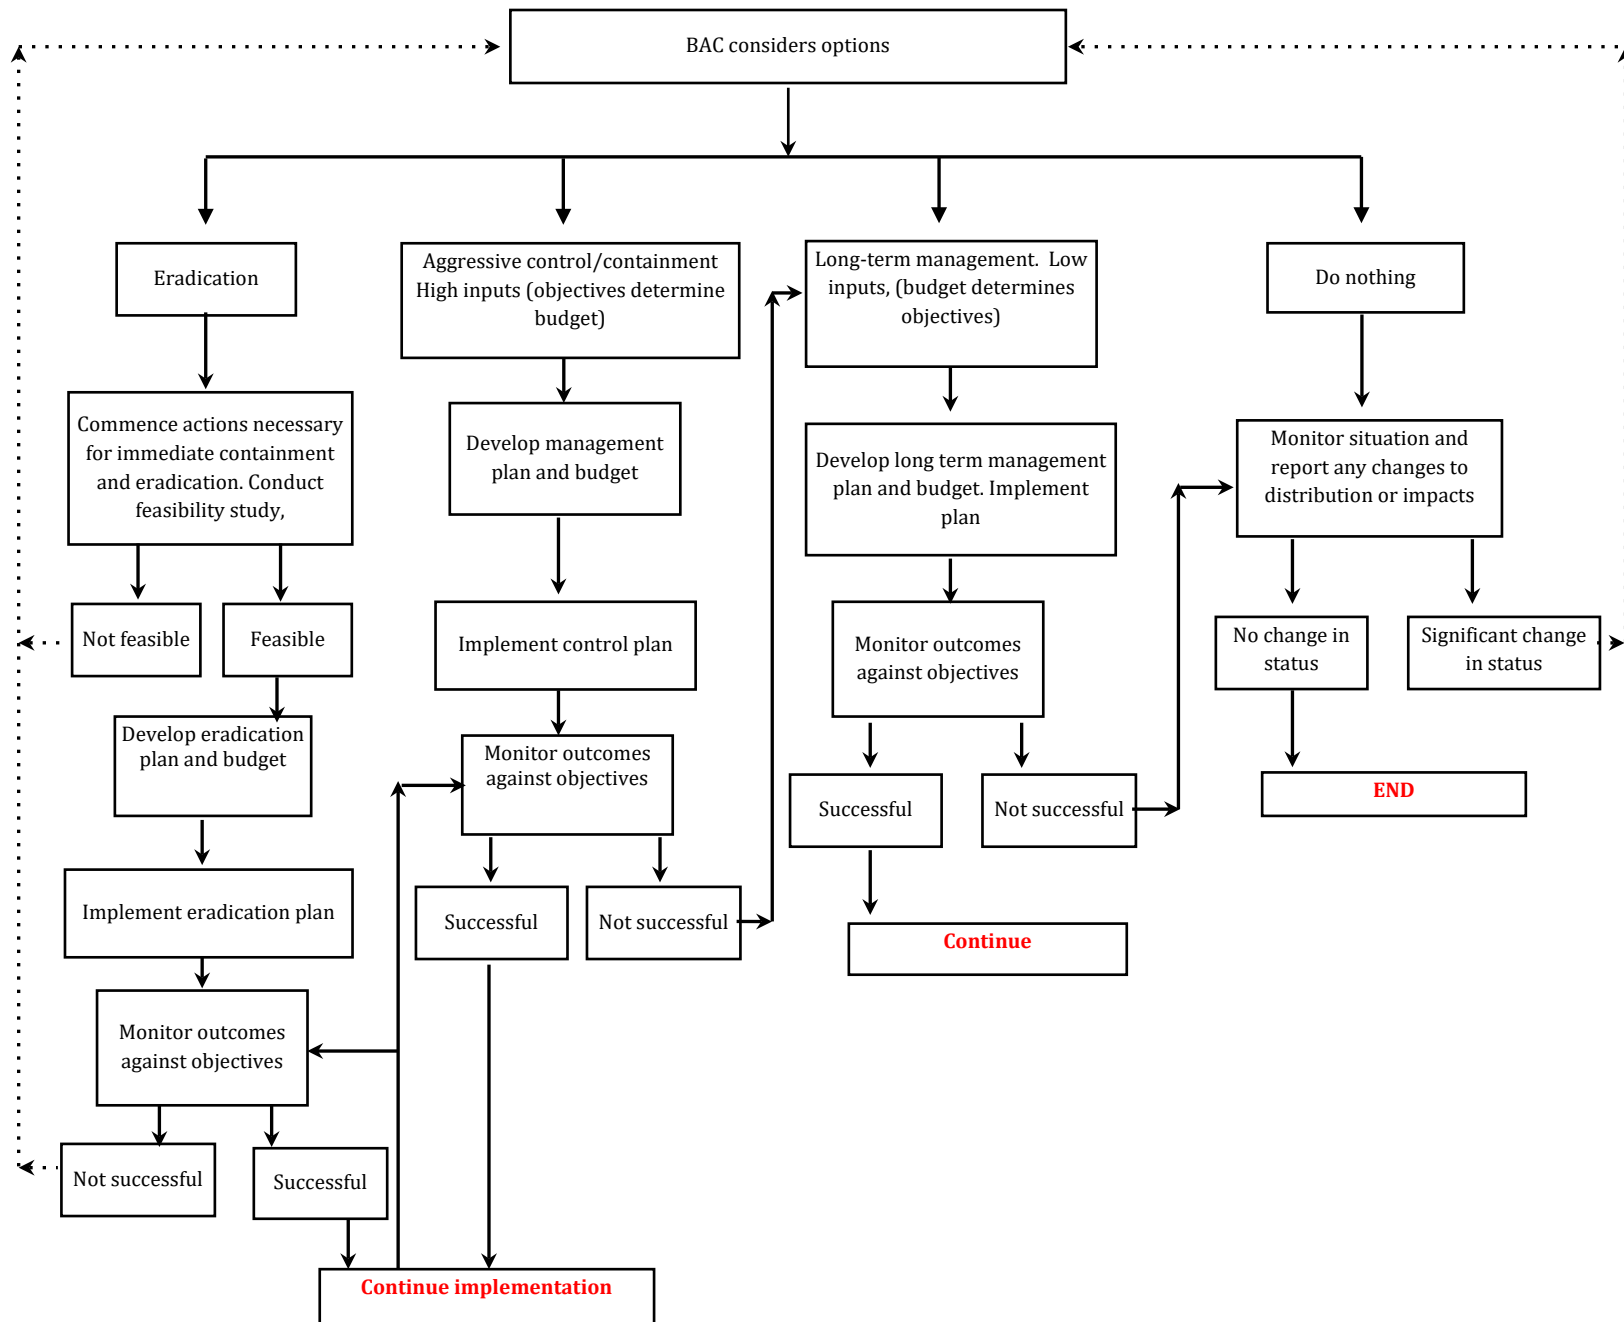 BAC considers options
Eradication
Aggressive control/containment
High inputs (objectives determine
budget)
Long-term management.  Low
inputs, (budget determines
objectives)
Do nothing
Commence actions necessary
for immediate containment
and eradication. Conduct
feasibility study,
Not feasible
Feasible
Develop eradication
plan and budget
Implement eradication plan
Monitor outcomes
against objectives
Not successful
Successful
Develop management
plan and budget
Implement control plan
Monitor outcomes
against objectives
Successful
Not successful
Continue implementation
Develop long term management
plan and budget. Implement
plan
Monitor outcomes
against objectives
Successful
Not successful
Continue
Monitor situation and
report any changes to
distribution or impacts
No change in
status
Significant change
in status
END